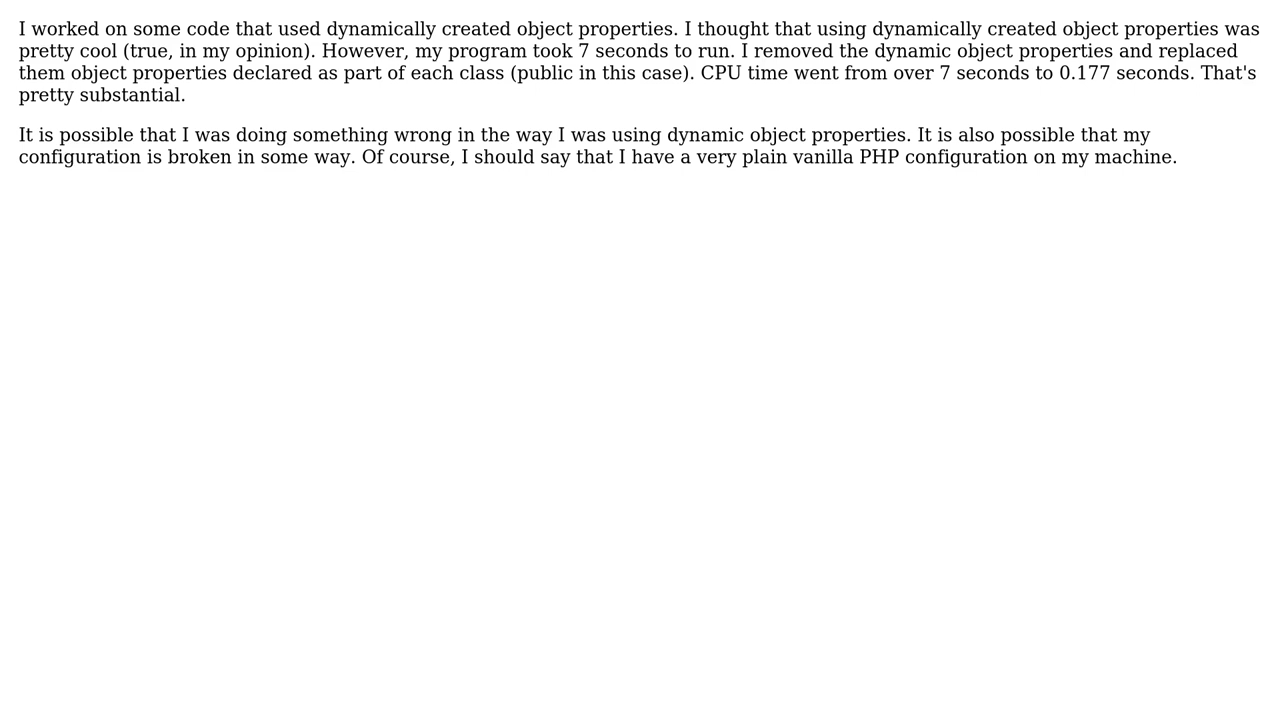 I worked on some code that used dynamically created object properties. I thought that using dynamically created object properties was
pretty cool (true, in my opinion). However, my program took 7 seconds to run. I removed the dynamic object properties and replaced
them object properties declared as part of each class (public in this case). CPU time went from over 7 seconds to 0.177 seconds. That's
pretty substantial.
It is possible that I was doing something wrong in the way I was using dynamic object properties. It is also possible that my
configuration is broken in some way. Of course, I should say that I have a very plain vanilla PHP configuration on my machine.